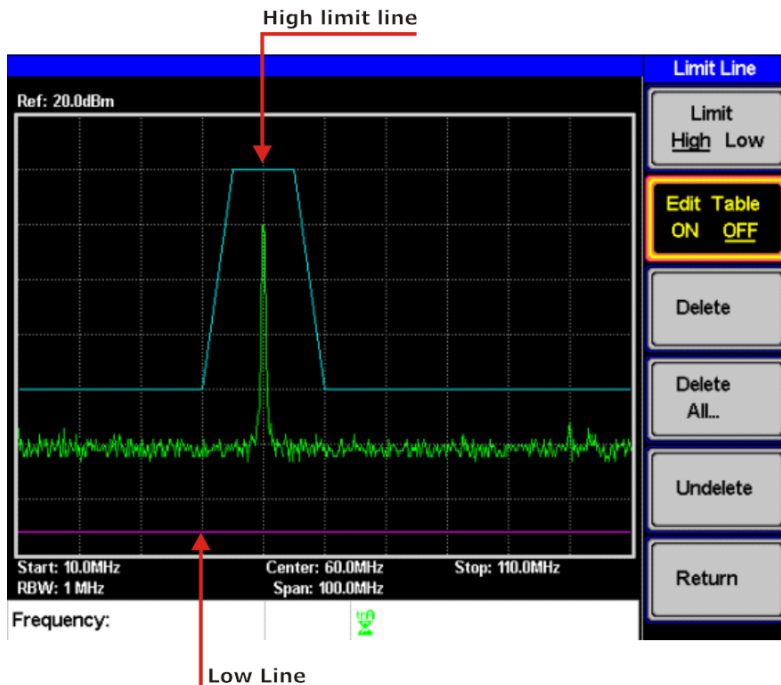 High limit line
Limit Line
Ref: 20.0dBm
Limit
High Low
Edit Table
ON OFF
Delete
Delete
All...
Undelete
Return
Start: 10.0MHz Center: 60.0MHz Stop: 110.0MHz
RBW: 1 MHz Span: 100.0MHz
Frequency:
trA
Low Line